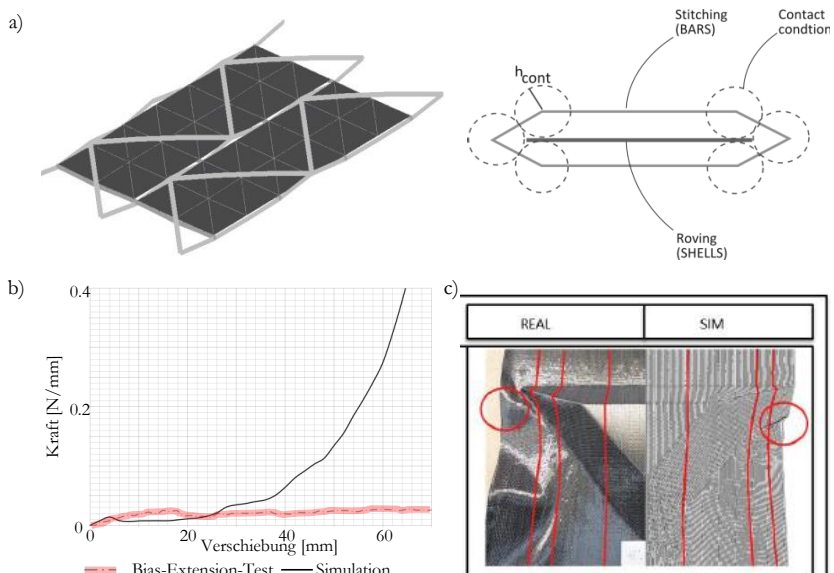 a)
Stitching
(BARS)
Contact
condtion
h_cont
Roving
(SHELLS)
b)
0.4
0.2
0
Kraft [N/mm]
0
20
40
60
Verschiebung [mm]
Bias-Extension-Test
Simulation
c)
REAL
SIM